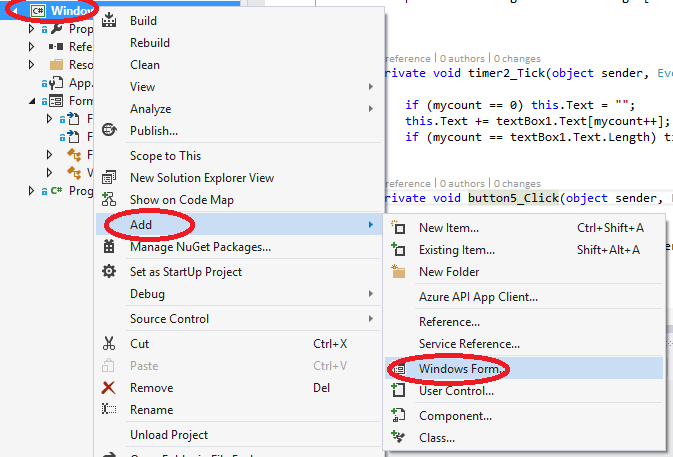 C# Window
Prop
Refe
Reso
App.
Form
F
F
F
V
C# Prog
Build
Rebuild
Clean
View
Analyze
Publish...
Scope to This
New Solution Explorer View
Show on Code Map
Add
Manage NuGet Packages...
Set as StartUp Project
Debug
Source Control
Cut Ctrl+X
Paste Ctrl+V
Remove Del
Rename
Unload Project
reference | 0 authors | 0 changes
rivate void timer2_Tick(object sender, Eve
if (mycount == 0) this.Text = "";
this.Text += textBox1.Text[mycount++];
if (mycount == textBox1.Text.Length) ti
reference | 0 authors | 0 changes
rivate void button5_Click(object sender,
New Item... Ctrl+Shift+A
Existing Item... Shift+Alt+A
New Folder
Azure API App Client...
Reference...
Service Reference...
Windows Form...
User Control...
Component...
Class...